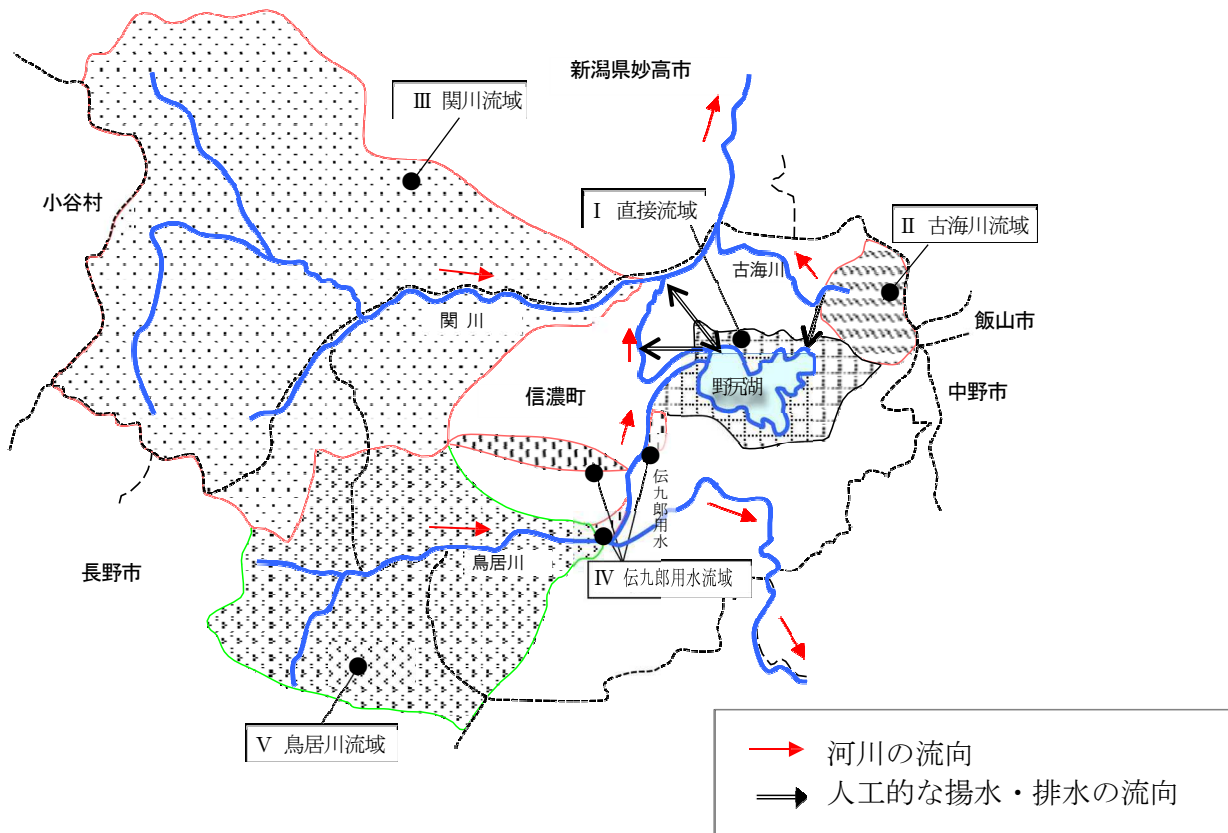 新潟県妙高市
Ⅲ 関川流域
小谷村
Ⅰ 直接流域
Ⅱ 古海川流域
古海川
飯山市
関川
野尻湖
中野市
信濃町
伝九郎用水
鳥居川
長野市
Ⅳ 伝九郎用水流域
Ⅴ 鳥居川流域
河川の流向
人工的な揚水・排水の流向